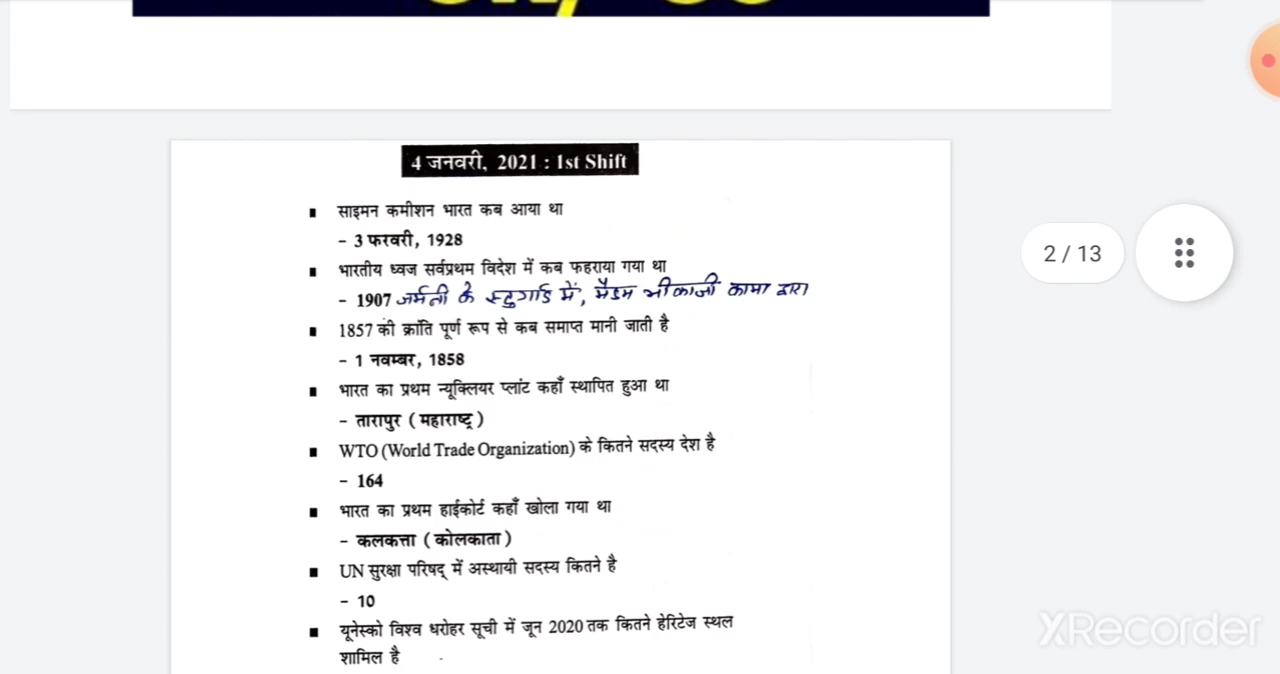 4 जनवरी, 2021 : 1st Shift
▪ साइमन कमीशन भारत कब आया था
– 3 फरवरी, 1928
▪ भारतीय ध्वज सर्वप्रथम विदेश में कब फहराया गया था
– 1907 जर्मनी के स्टुगार्ड में, मैडम भीकाजी कामा द्वारा
▪ 1857 की क्रांति पूर्ण रूप से कब समाप्त मानी जाती है
– 1 नवम्बर, 1858
▪ भारत का प्रथम न्यूक्लियर प्लांट कहाँ स्थापित हुआ था
– तारापुर ( महाराष्ट्र )
2 / 13
▪ WTO (World Trade Organization) के कितने सदस्य देश है
– 164
▪ भारत का प्रथम हाईकोर्ट कहाँ खोला गया था
– कलकत्ता ( कोलकाता )
▪ UN सुरक्षा परिषद् में अस्थायी सदस्य कितने है
– 10
▪ यूनेस्को विश्व धरोहर सूची में जून 2020 तक कितने हेरिटेज स्थल
शामिल है
XRecorder